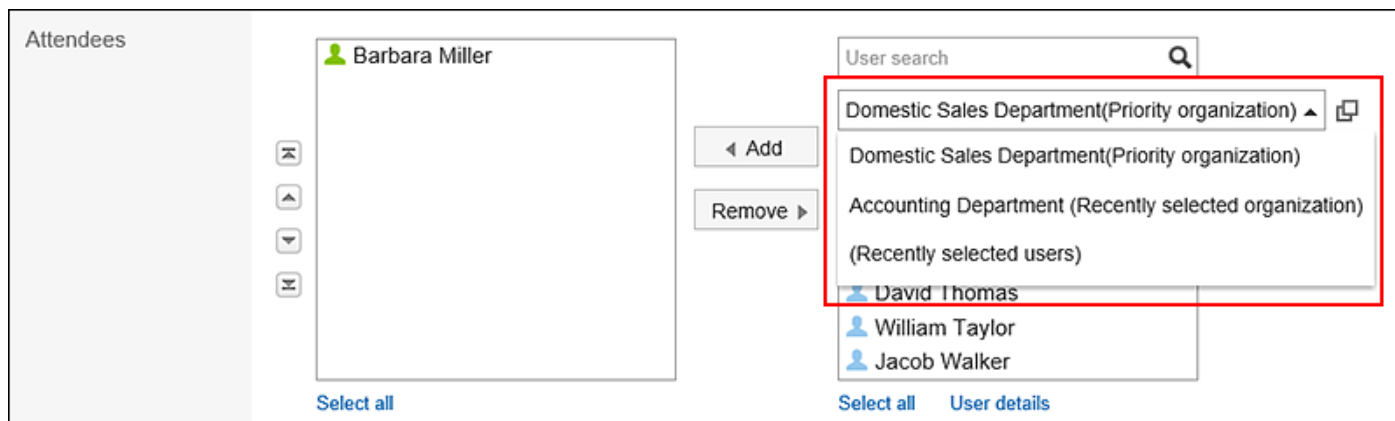 Attendees
Barbara Miller
Add
Remove
Select all
User search
Domestic Sales Department(Priority organization)
Domestic Sales Department(Priority organization)
Accounting Department (Recently selected organization)
(Recently selected users)
David Thomas
William Taylor
Jacob Walker
Select all User details